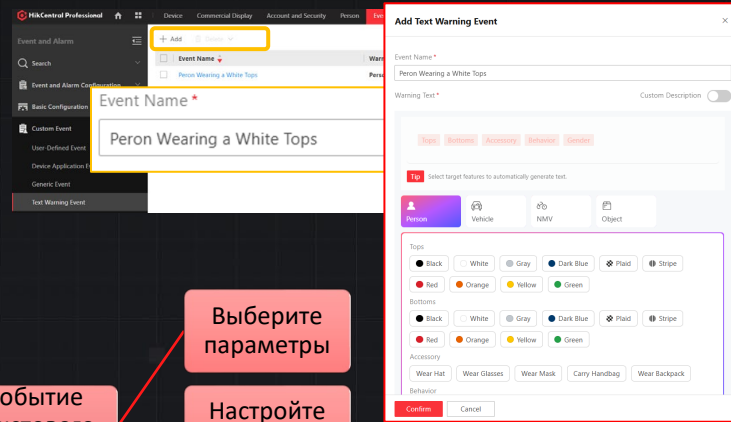 HikCentral Professional
Device Commercial Display Account and Security Person
Event and Alarm
Search
Event and Alarm Configuration
Basic Configuration
Custom Event
User-Defined Event
Device Application
Generic Event
Text Warning Event
+ Add Delete
Event Name
Peron Wearing a White Tops
Event Name *
Peron Wearing a White Tops
Выберите
параметры
Настройте
Add Text Warning Event
Event Name *
Peron Wearing a White Tops
Warning Text * Custom Description
Tops Bottoms Accessory Behavior Gender
Tip Select target features to automatically generate text.
Person Vehicle NMV Object
Tops
Black White Gray Dark Blue Plaid Stripe
Red Orange Yellow Green
Bottoms
Black White Gray Dark Blue Plaid Stripe
Red Orange Yellow Green
Accessory
Wear Hat Wear Glasses Wear Mask Carry Handbag Wear Backpack
Behavior
Confirm Cancel